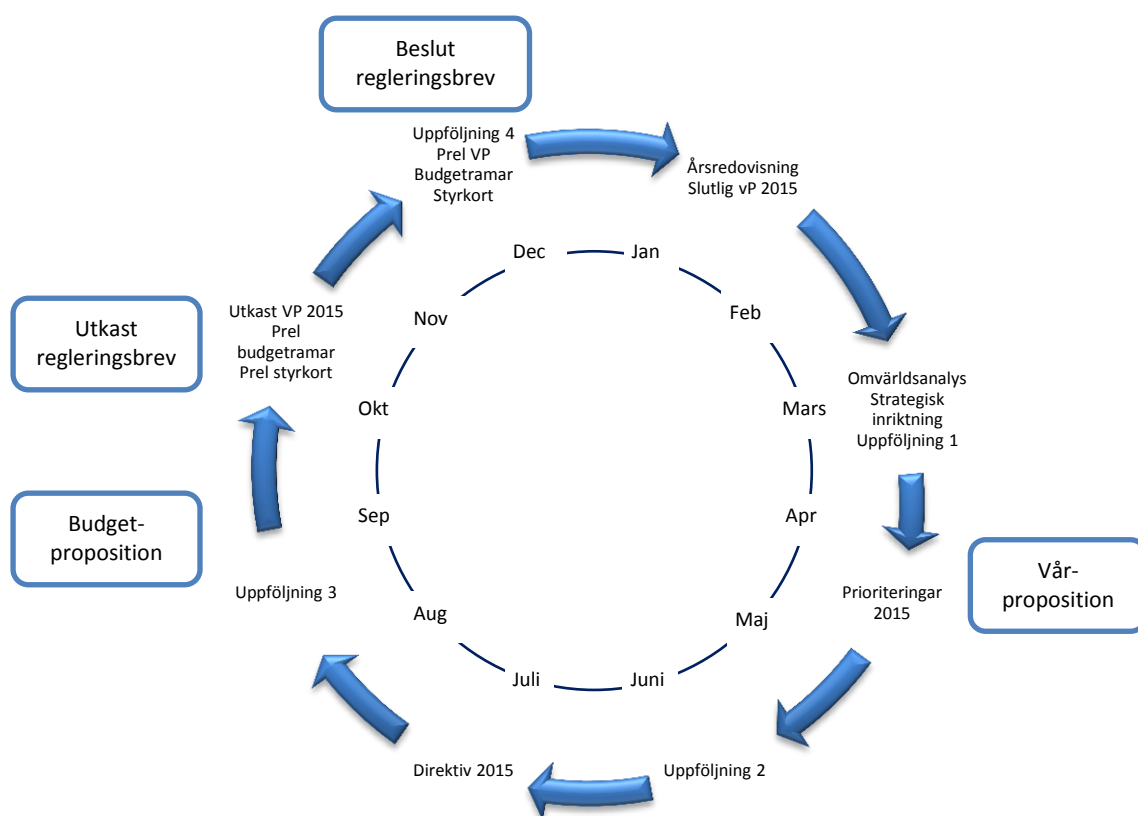 Beslut
regleringsbrev
Uppföljning 4
Prel VP
Budgetramar
Styrkort
Årsredovisning
Slutlig vP 2015
Dec
Jan
Utkast
regleringsbrev
Utkast VP 2015
Prel
budgetramar
Prel styrkort
Nov
Feb
Omvärldsanalys
Strategisk
inriktning
Uppföljning 1
Okt
Mars
Budget-
proposition
Sep
Apr
Vår-
proposition
Uppföljning 3
Prioriteringar
2015
Aug
Maj
Juli
Juni
Direktiv 2015
Uppföljning 2